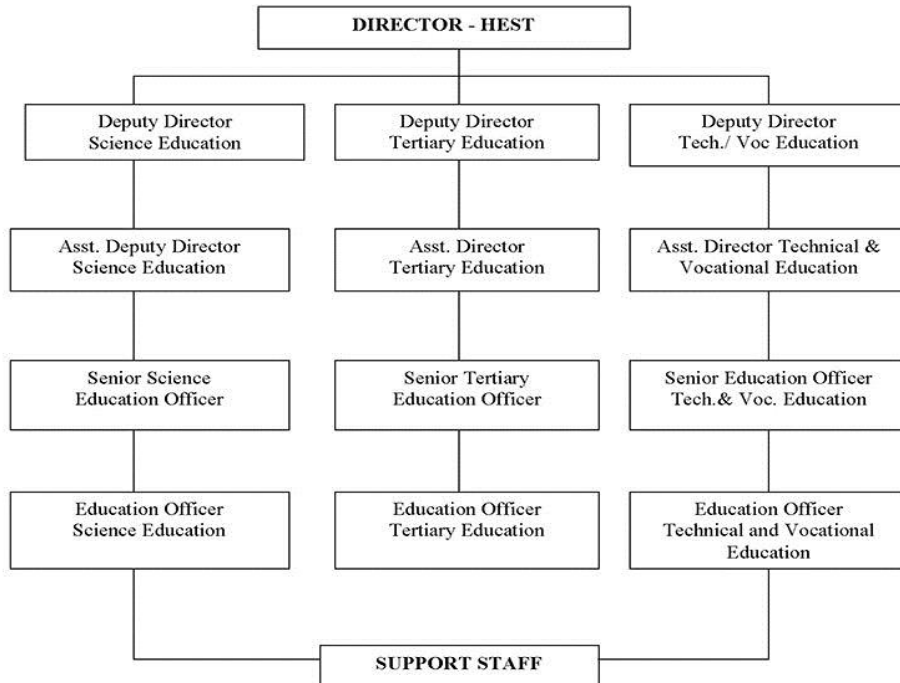 DIRECTOR - HEST
Deputy Director
Science Education
Deputy Director
Tertiary Education
Deputy Director
Tech./ Voc Education
Asst. Deputy Director
Science Education
Asst. Director
Tertiary Education
Asst. Director Technical &
Vocational Education
Senior Science
Education Officer
Senior Tertiary
Education Officer
Senior Education Officer
Tech.& Voc. Education
Education Officer
Science Education
Education Officer
Tertiary Education
Education Officer
Technical and Vocational
Education
SUPPORT STAFF